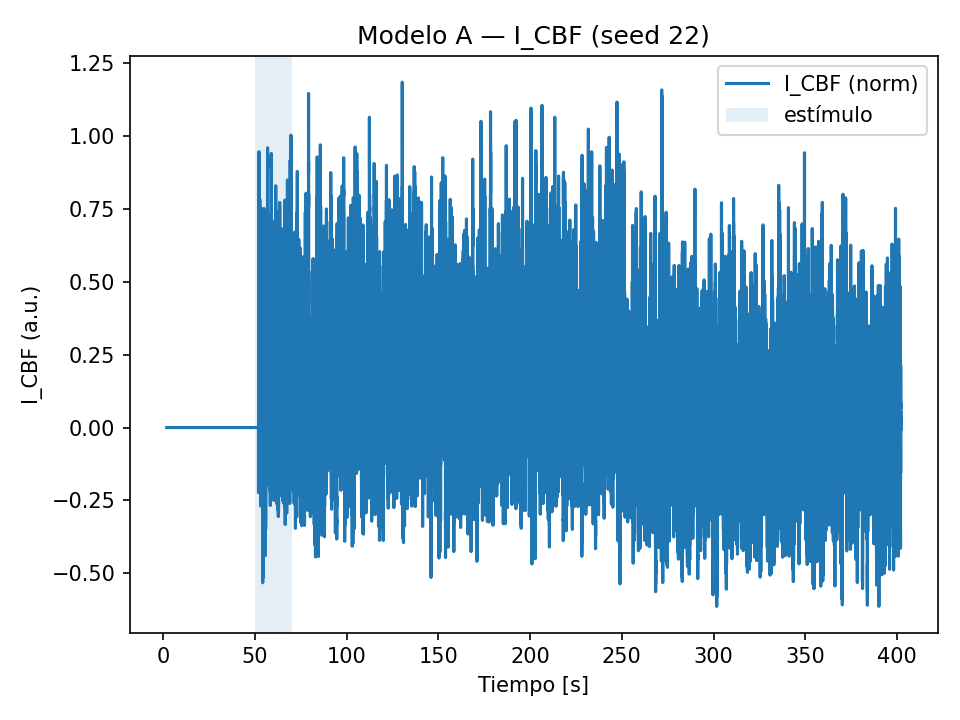 Modelo A — I_CBF (seed 22)
I_CBF (norm)
estímulo
I_CBF (a.u.)
1.25
1.00
0.75
0.50
0.25
0.00
−0.25
−0.50
0 50 100 150 200 250 300 350 400
Tiempo [s]